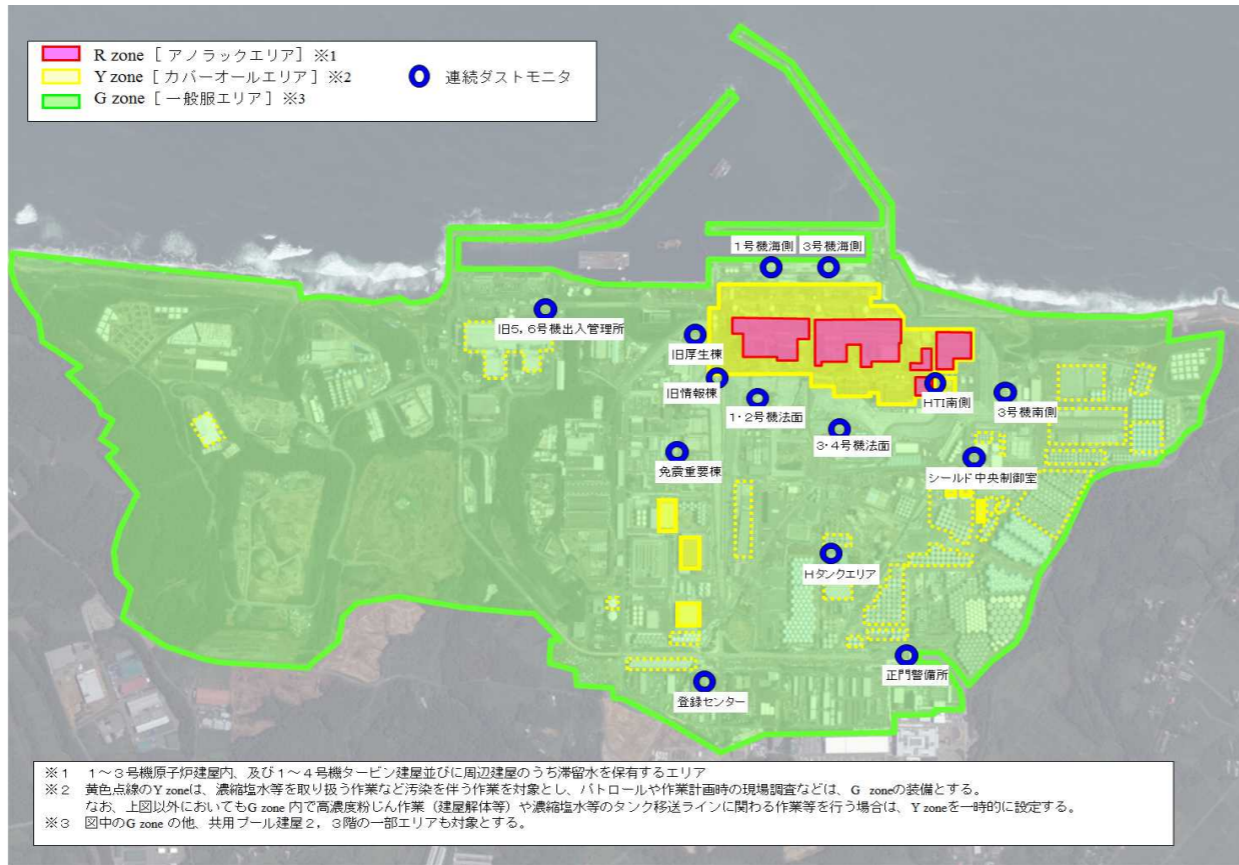 R zone [ アノラックエリア] ※1
Y zone [ カバーオールエリア] ※2
G zone [ 一般服エリア] ※3
連続ダストモニタ
1号機海側 3号機海側
旧5，6号機出入管理所
旧厚生棟
旧情報棟
1・2号機法面
HTI南側
3号機南側
3・4号機法面
免震重要棟
シールド中央制御室
Hタンクエリア
正門警備所
登録センター
※１ １～３号機原子炉建屋内、及び１～４号機タービン建屋並びに周辺建屋のうち滞留水を保有するエリア
※２ 黄色点線のY zoneは、濃縮塩水等を取り扱う作業など汚染を伴う作業を対象とし、パトロールや作業計画時の現場調査などは、G zoneの装備とする。
なお、上図以外においてもG zone 内で高濃度粉じん作業（建屋解体等）や濃縮塩水等のタンク移送ラインに関わる作業等を行う場合は、Y zoneを一時的に設定する。
※３ 図中のG zone の他、共用プール建屋２，３階の一部エリアも対象とする。